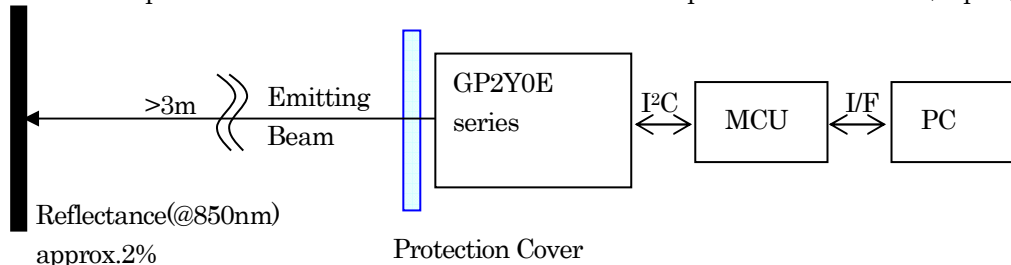 >3m
Emitting
Beam
GP2Y0E
series
I²C
MCU
I/F
PC
Reflectance(@850nm)
approx.2%
Protection Cover